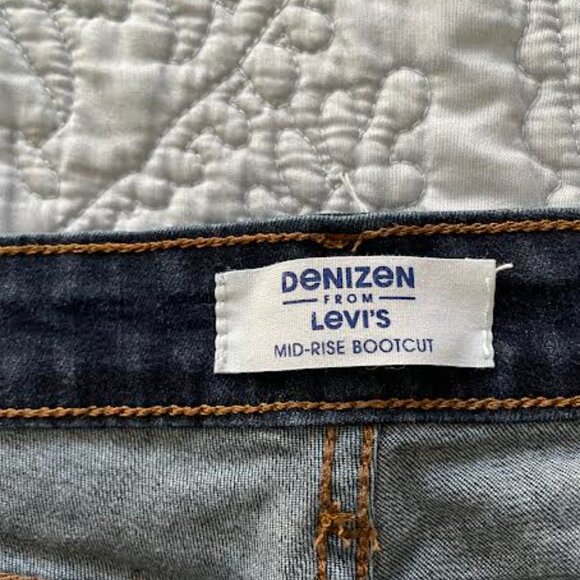 DeNiZeN
FROM
LeVi'S
MID-RISE BOOTCUT